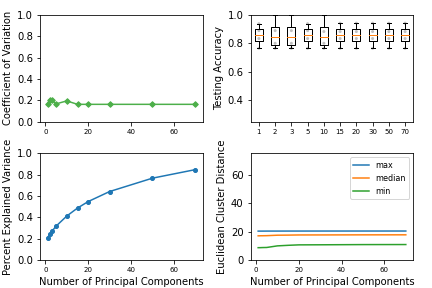 Coefficient of Variation
1.0
0.8
0.6
0.4
0.2
0.0
0 20 40 60
Testing Accuracy
1.0
0.8
0.6
0.4
1 2 3 5 10 15 20 30 50 70
Percent Explained Variance
1.0
0.8
0.6
0.4
0.2
0.0
0 20 40 60
Number of Principal Components
Euclidean Cluster Distance
60
40
20
0
max
median
min
0 20 40 60
Number of Principal Components